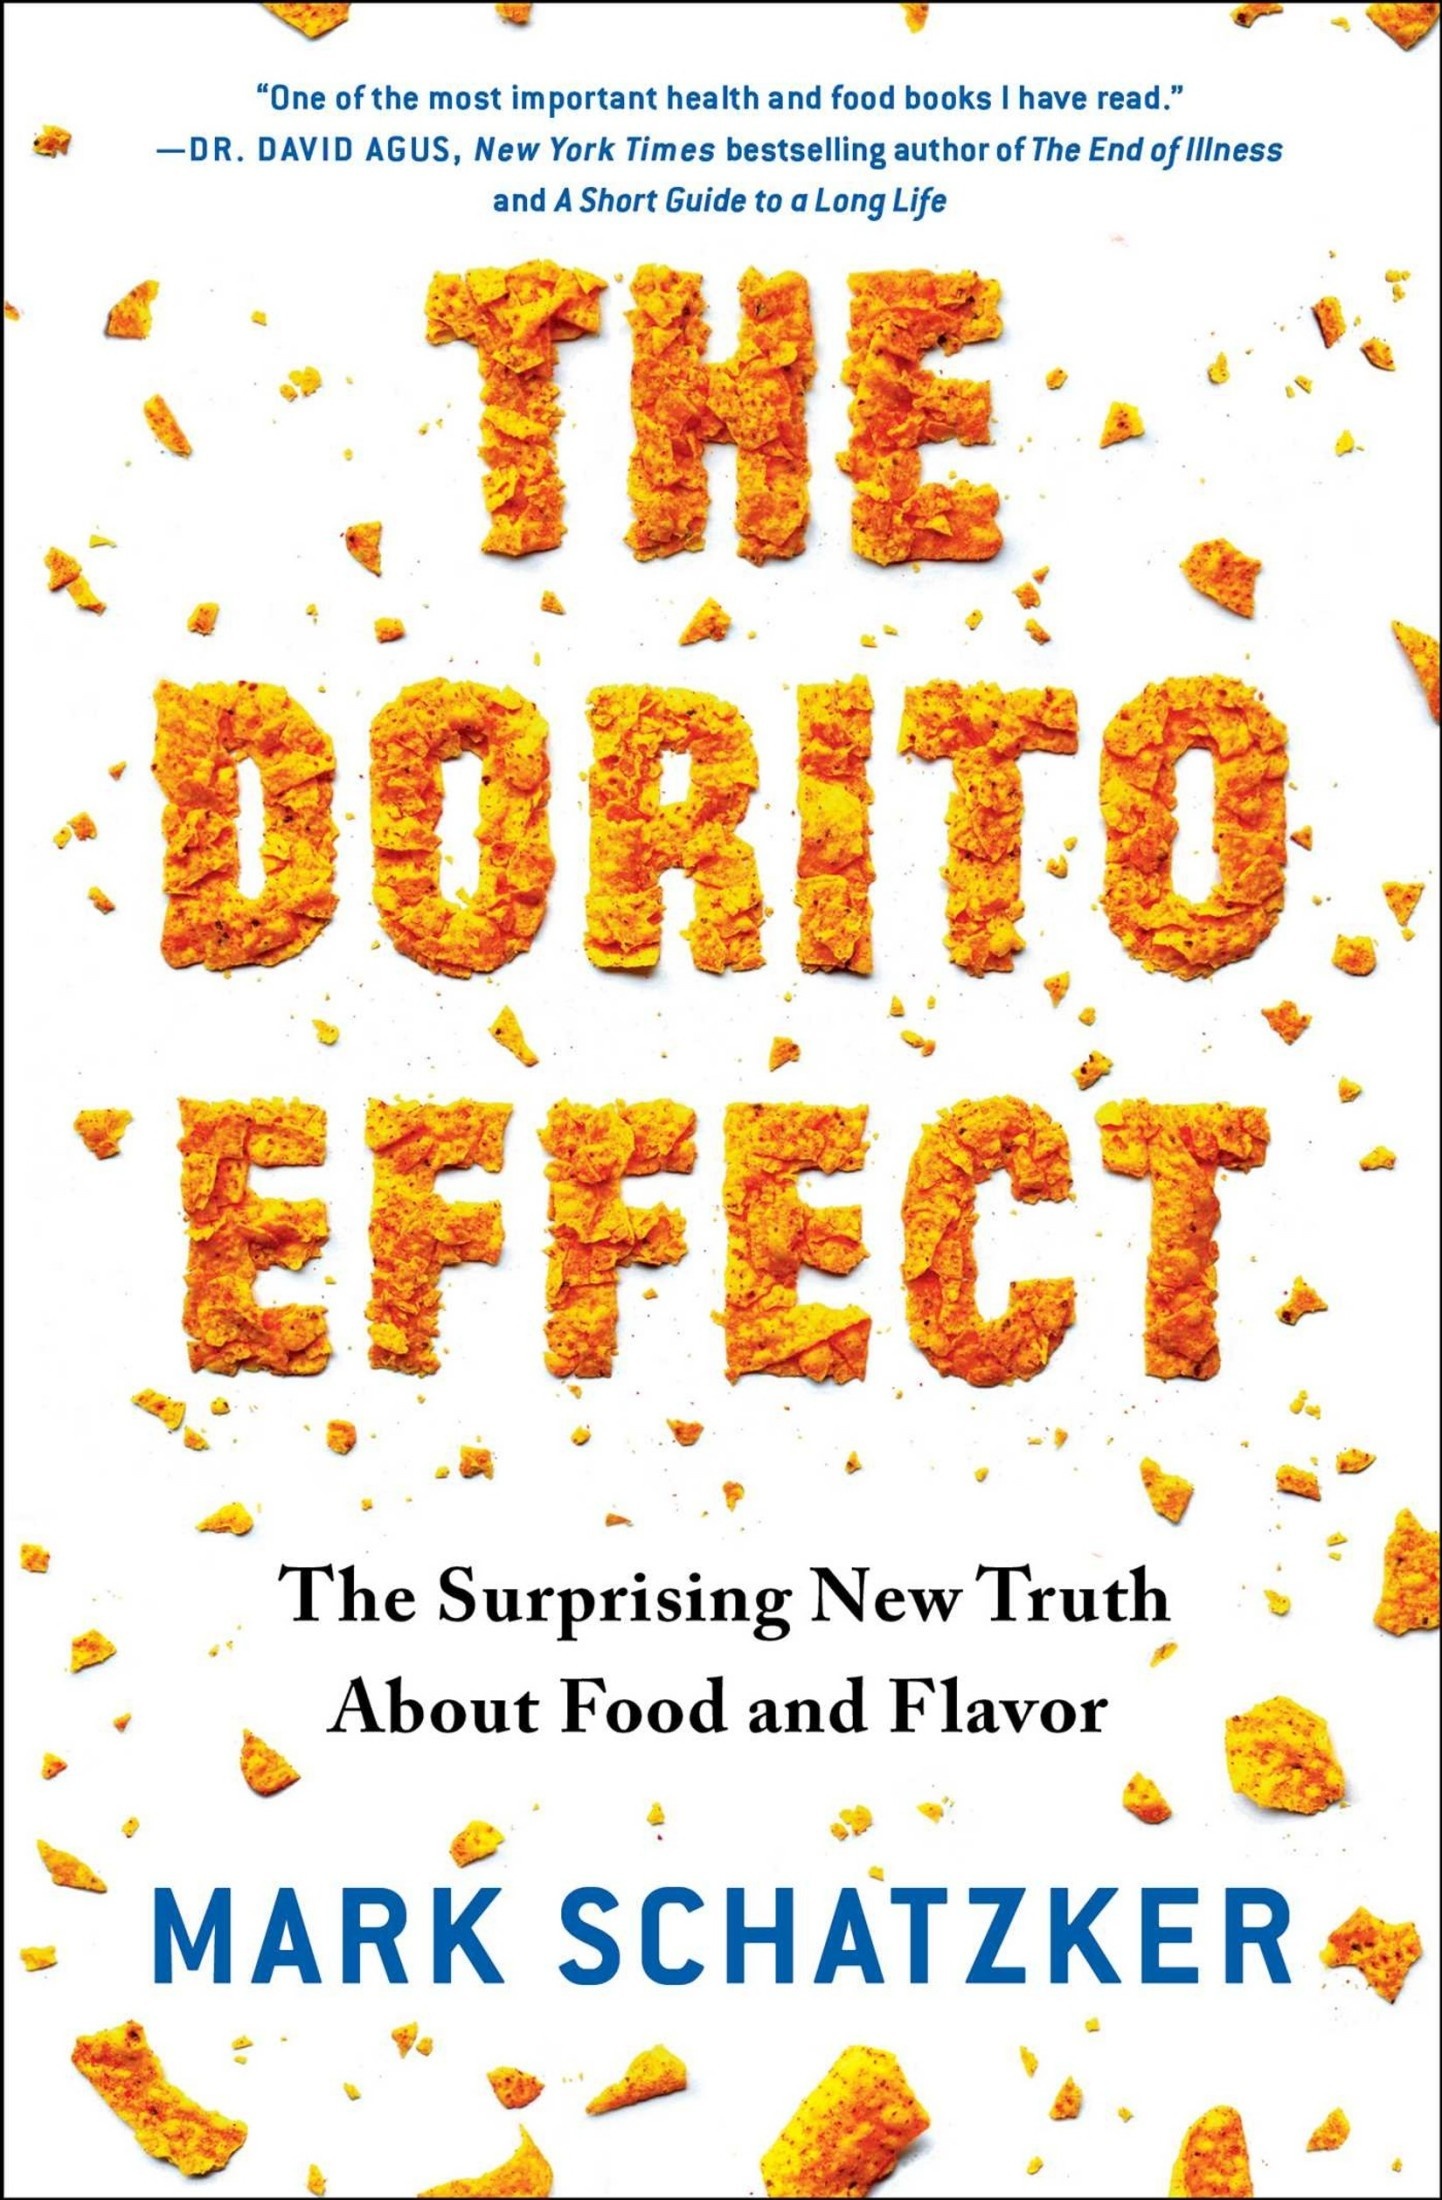 “One of the most important health and food books I have read.”
—DR. DAVID AGUS, New York Times bestselling author of The End of Illness
and A Short Guide to a Long Life
THE
DORITO
EFFECT
The Surprising New Truth
About Food and Flavor
MARK SCHATZKER